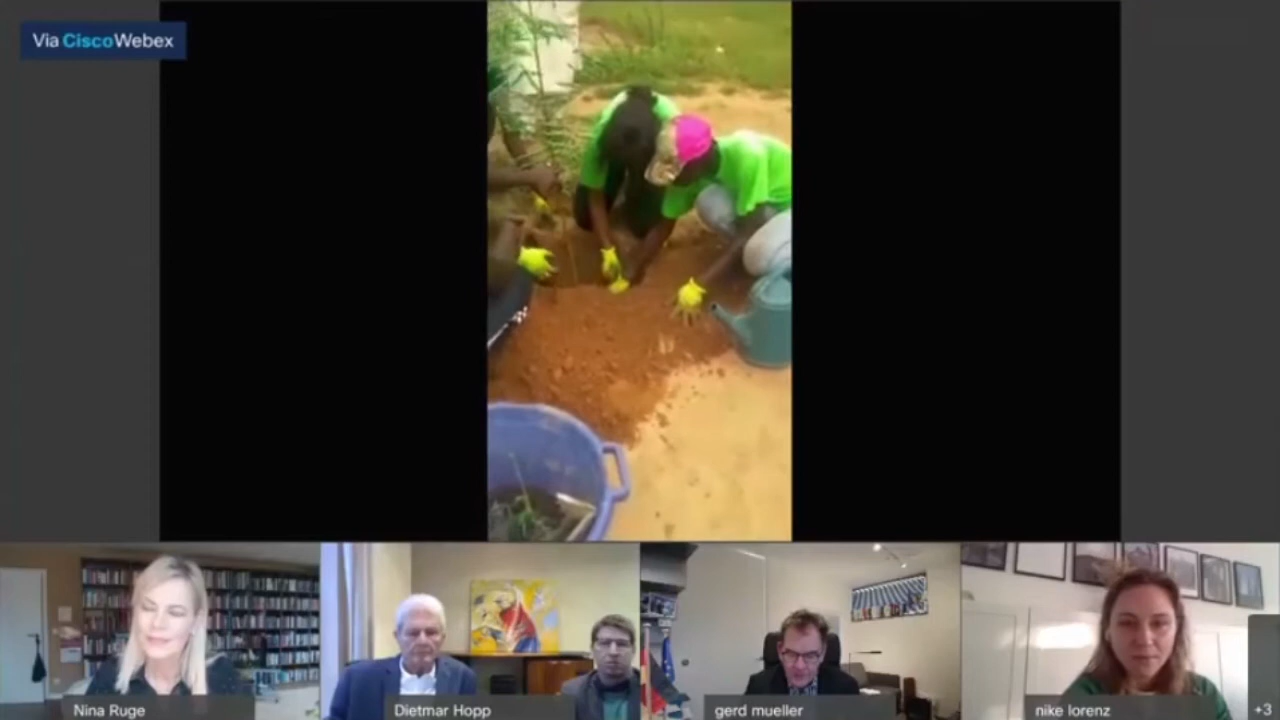 Via CiscoWebex
Nina Ruge
Dietmar Hopp
gerd mueller
nike lorenz
+3